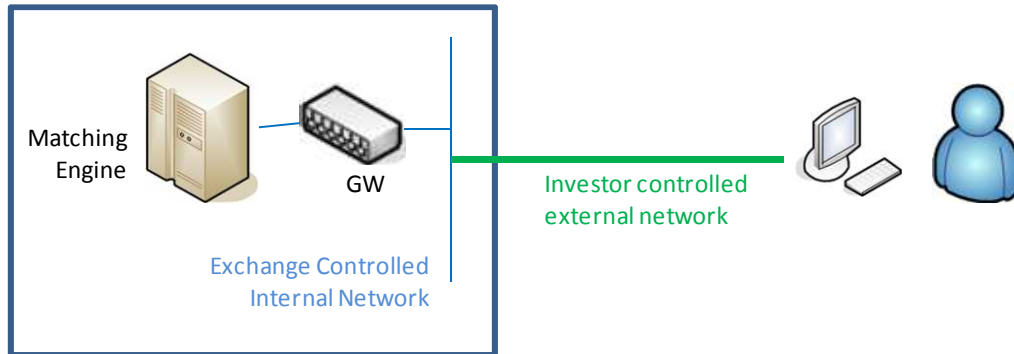 Matching
Engine
GW
Investor controlled
external network
Exchange Controlled
Internal Network